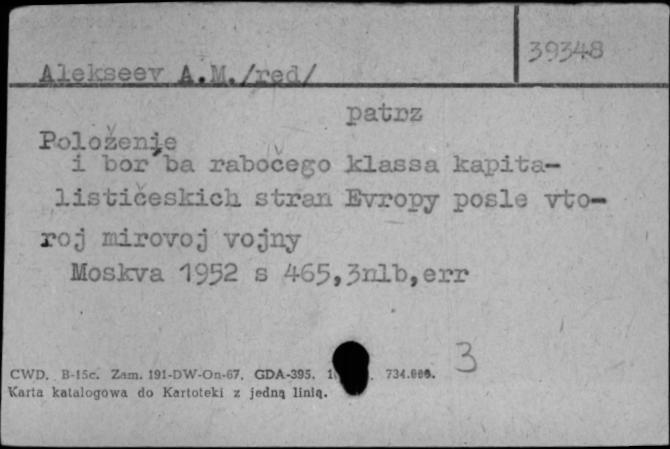 39348
Alekseev A.M./red/
patrz
Položenie
i bor'ba rabočego klassa kapita-
lističeskich stran Evropy posle vto-
roj mirovoj vojny
Moskva 1952 s 465,3nlb,err
3
CWD. B-15c. Zam. 191-DW-On-67. GDA-395. 734.000.
Karta katalogowa do Kartoteki z jedną linią.